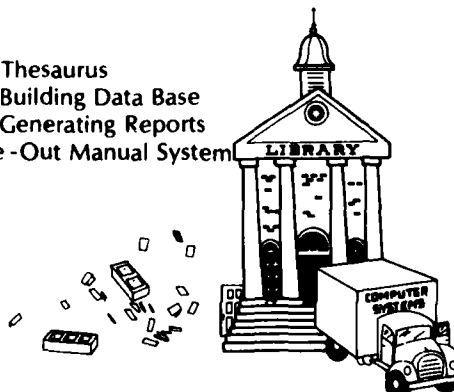 Thesaurus
Building Data Base
Generating Reports
-Out Manual System
LIBRARY
COMPUTER
SYSTEMS